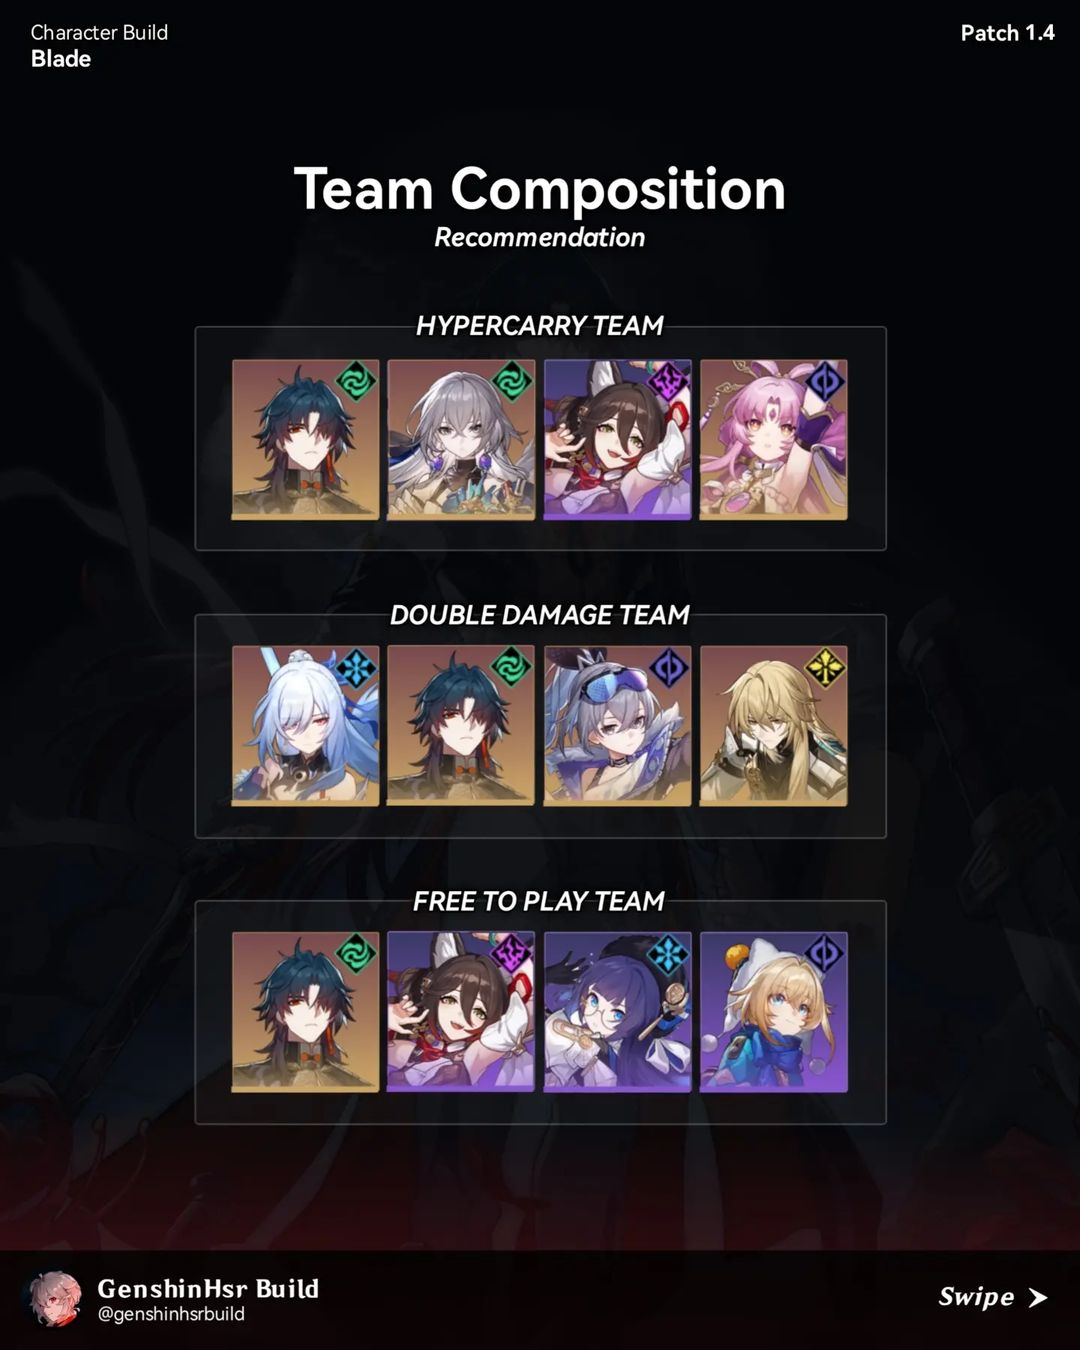 Character Build
Blade
Patch 1.4
Team Composition
Recommendation
HYPERCARRY TEAM
DOUBLE DAMAGE TEAM
FREE TO PLAY TEAM
GenshinHsr Build
@genshinhsrbuild
Swipe